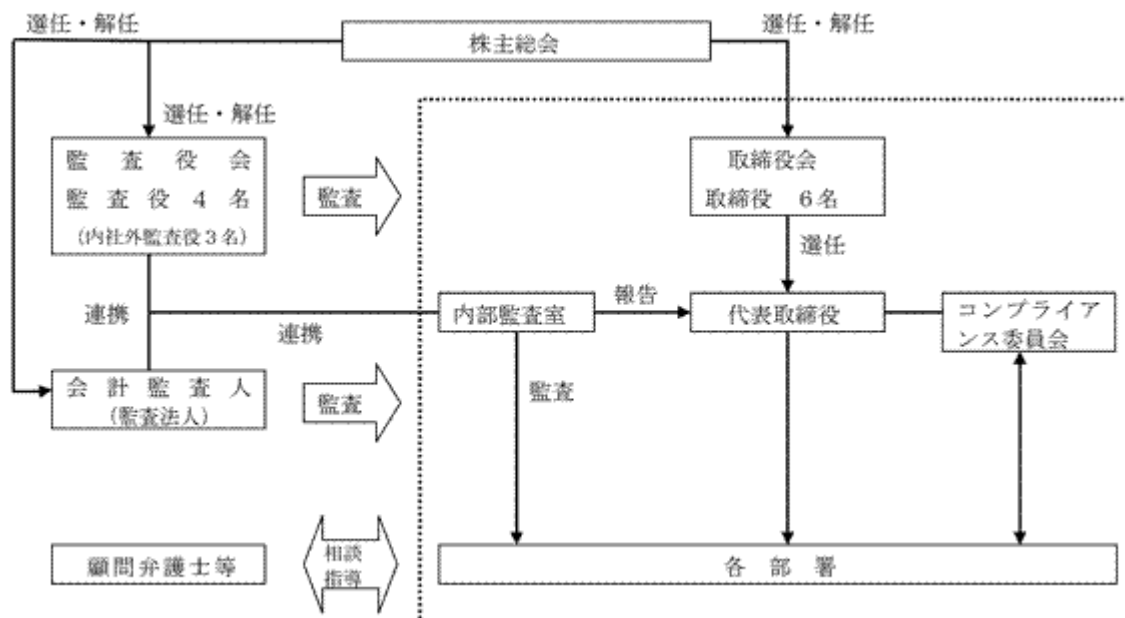 選任・解任
選任・解任
株主総会
選任・解任
監査役会
監査役４名
（内社外監査役３名）
監査
取締役会
取締役 ６名
選任
連携
連携
内部監査室
報告
代表取締役
コンプライア
ンス委員会
会計監査人
（監査法人）
監査
監査
顧問弁護士等
相談
指導
各部署